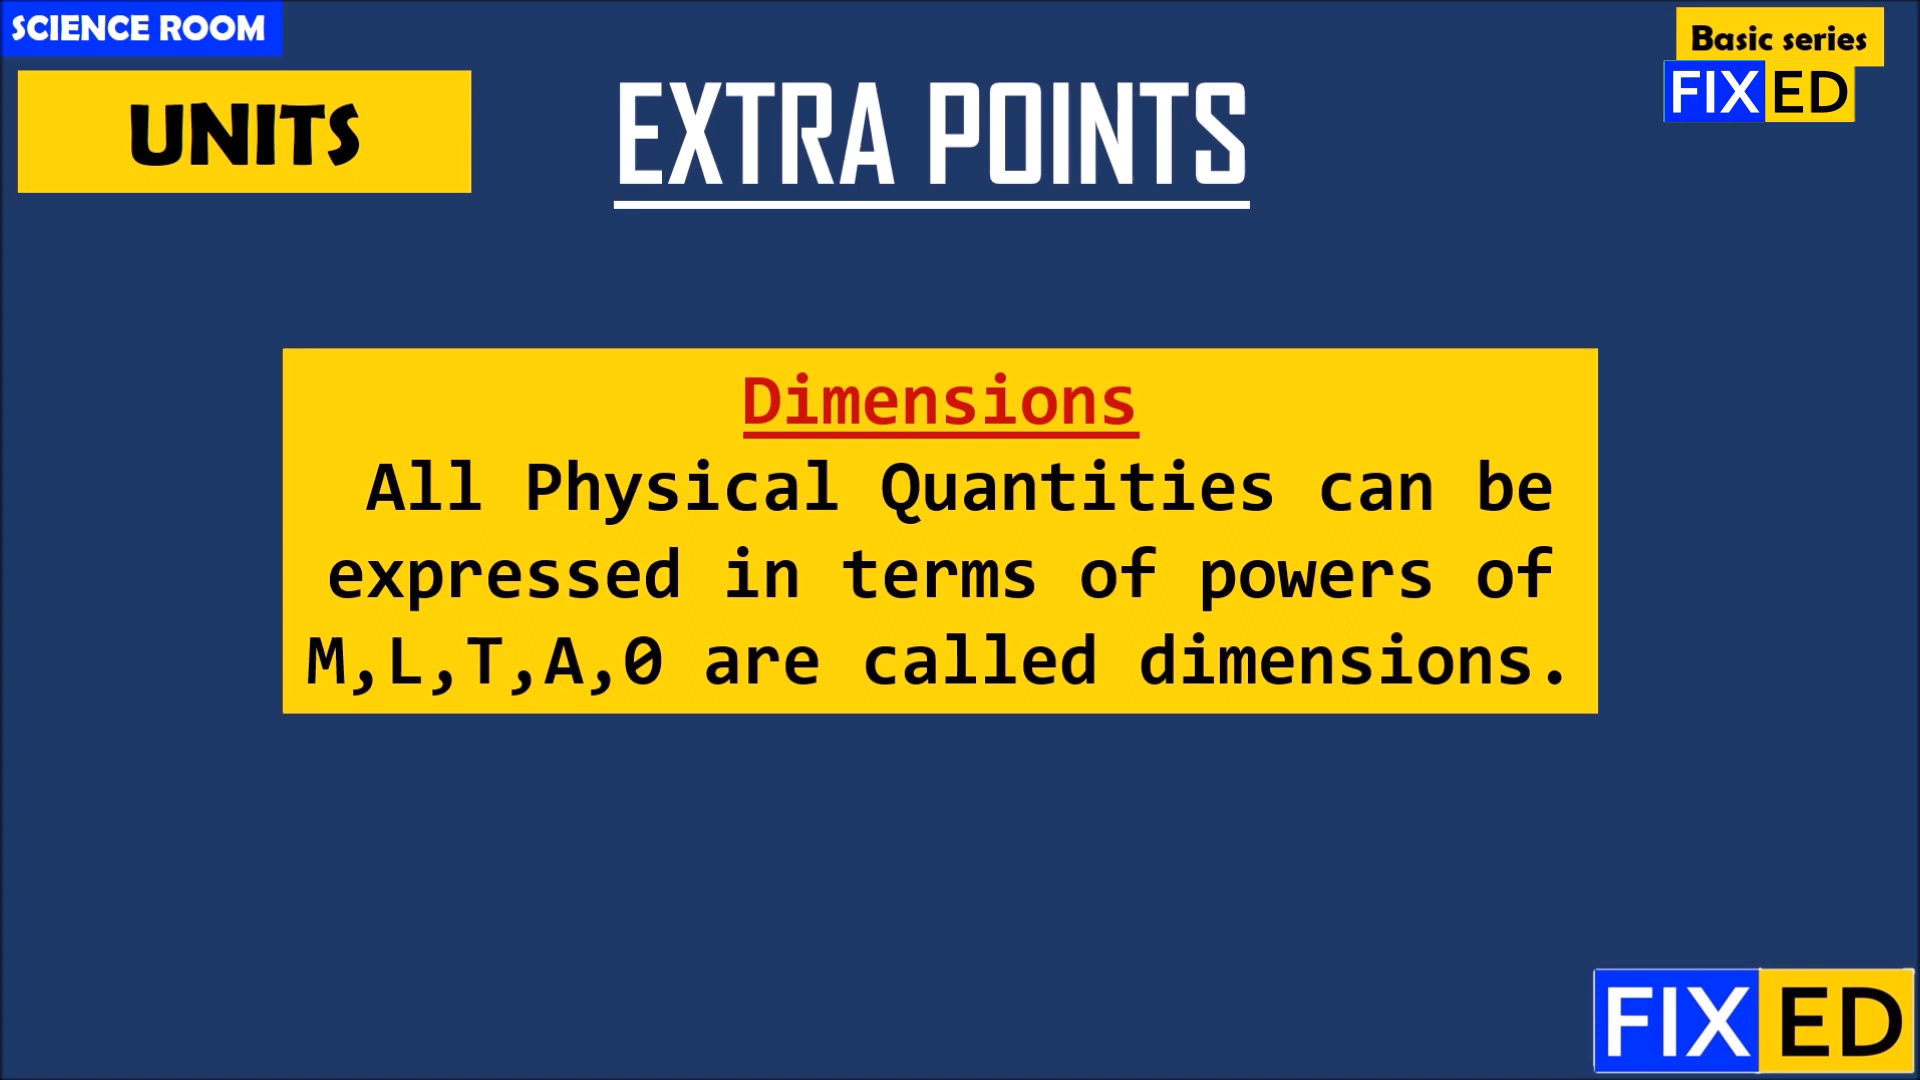 SCIENCE ROOM
Basic series
FIXED
UNITS
EXTRA POINTS
Dimensions
All Physical Quantities can be
expressed in terms of powers of
M,L,T,A,0 are called dimensions.
FIXED